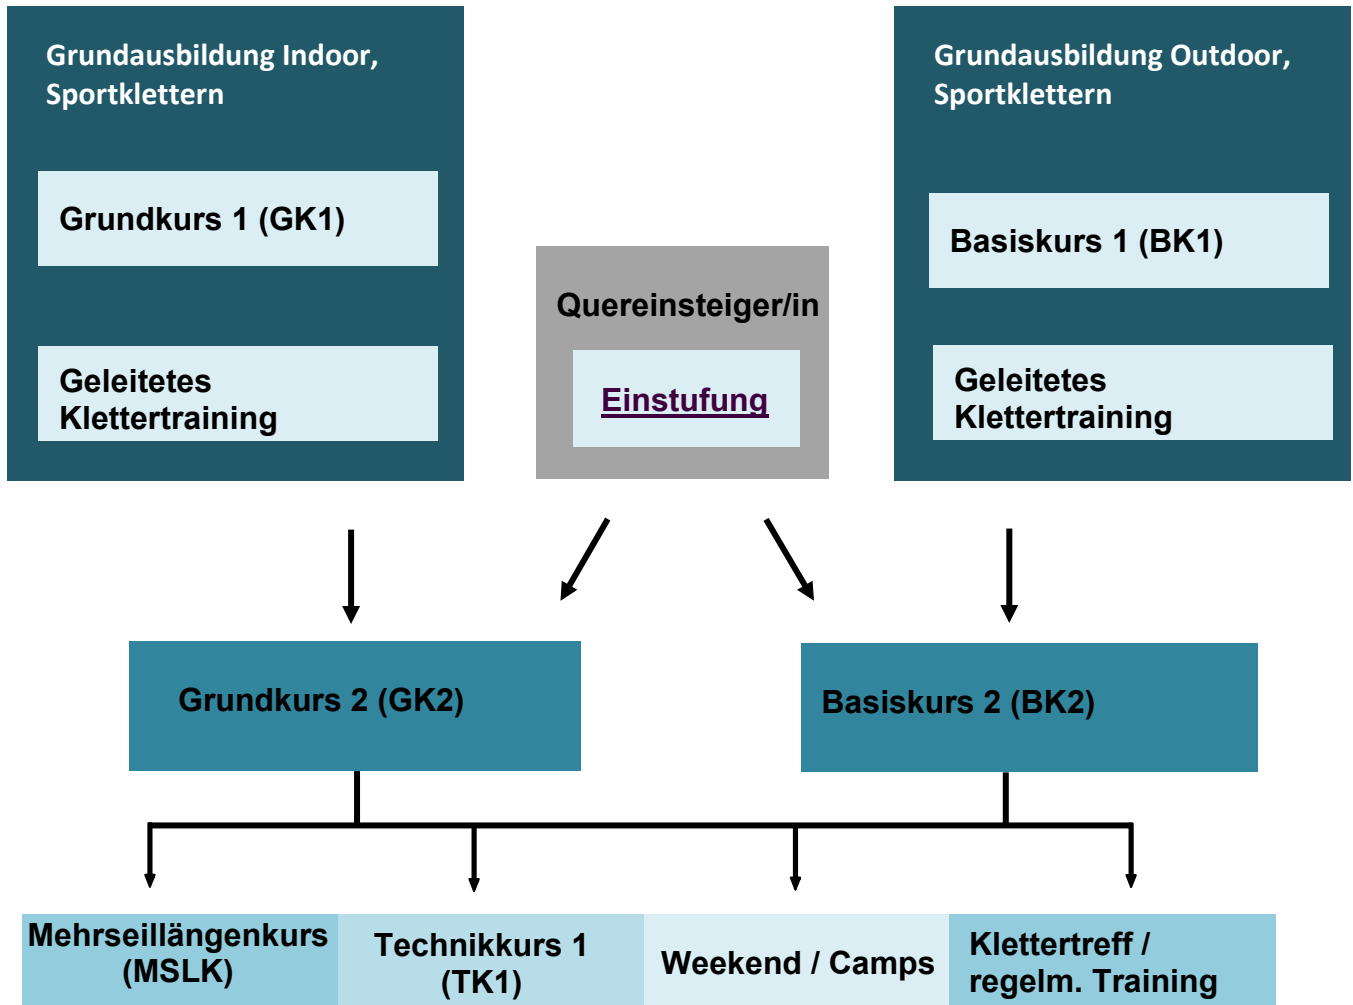 Grundausbildung Indoor,
Sportklettern
Grundkurs 1 (GK1)
Geleitetes
Klettertraining
Quereinsteiger/in
Einstufung
Grundausbildung Outdoor,
Sportklettern
Basiskurs 1 (BK1)
Geleitetes
Klettertraining
Grundkurs 2 (GK2)
Basiskurs 2 (BK2)
Mehrseillängenkurs
(MSLK)
Technikkurs 1
(TK1)
Weekend / Camps
Klettertreff /
regelm. Training